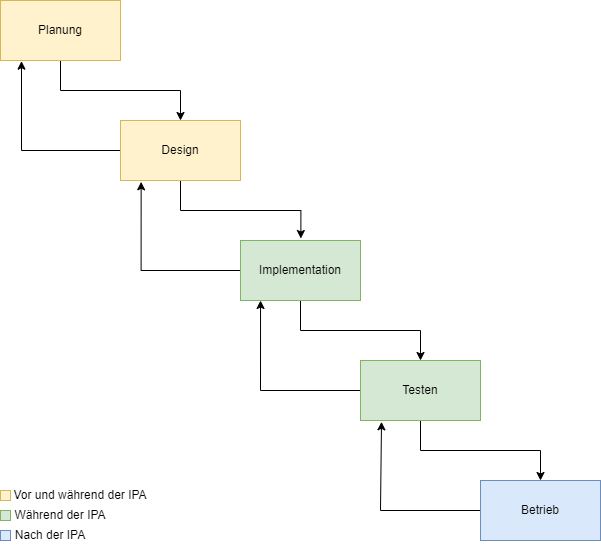 Planung
Design
Implementation
Testen
Betrieb
Vor und während der IPA
Während der IPA
Nach der IPA